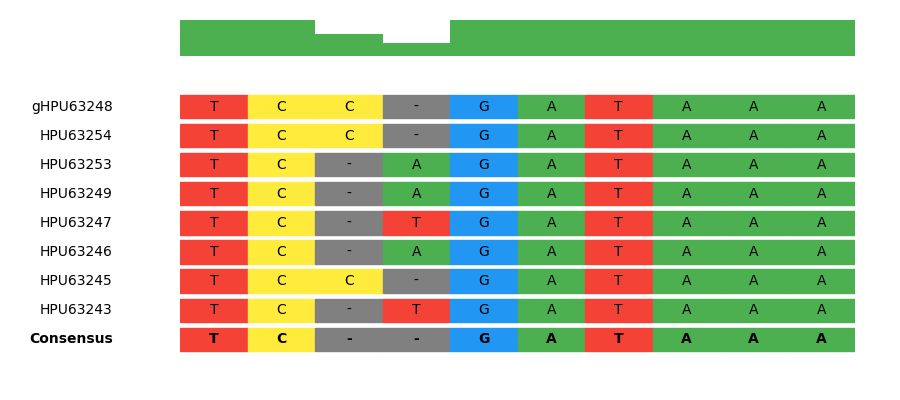 gHPU63248 T C C - G A T A A A
HPU63254 T C C - G A T A A A
HPU63253 T C - A G A T A A A
HPU63249 T C - A G A T A A A
HPU63247 T C - T G A T A A A
HPU63246 T C - A G A T A A A
HPU63245 T C C - G A T A A A
HPU63243 T C - T G A T A A A
Consensus T C - - G A T A A A